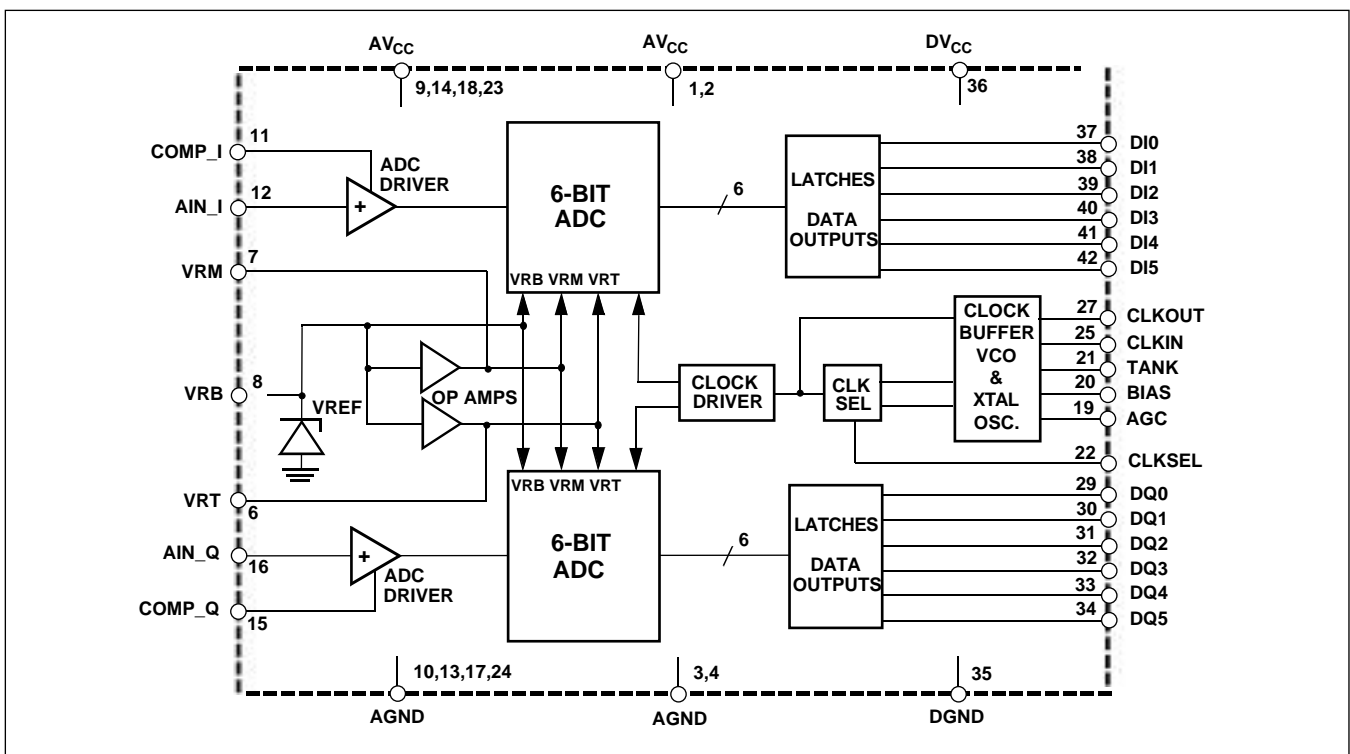 AVCC
AVCC
DVCC
9,14,18,23
1,2
36
COMP_I
11
ADC
DRIVER
AIN_I
12
+
6-BIT
ADC
6
LATCHES
DATA
OUTPUTS
37
DI0
38
DI1
39
DI2
40
DI3
41
DI4
42
DI5
VRM
7
VRB VRM VRT
VRB
8
VREF
OP AMPS
CLOCK
DRIVER
CLK
SEL
CLOCK
BUFFER
VCO
&
XTAL
OSC.
27
CLKOUT
25
CLKIN
21
TANK
20
BIAS
19
AGC
22
CLKSEL
VRT
6
VRB VRM VRT
AIN_Q
16
+
ADC
DRIVER
COMP_Q
15
6-BIT
ADC
6
LATCHES
DATA
OUTPUTS
29
DQ0
30
DQ1
31
DQ2
32
DQ3
33
DQ4
34
DQ5
10,13,17,24
3,4
35
AGND
AGND
DGND